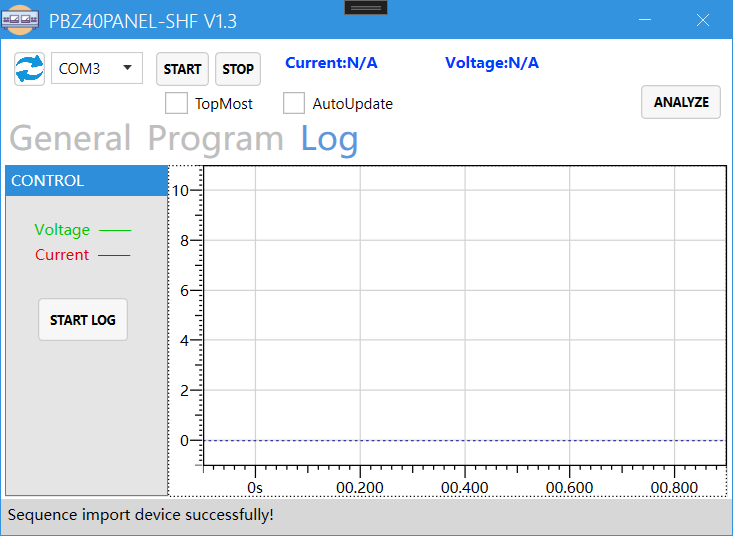 PBZ40PANEL-SHF V1.3
COM3 START STOP Current:N/A Voltage:N/A
TopMost AutoUpdate ANALYZE
General Program Log
CONTROL
Voltage
Current
START LOG
10
8
6
4
2
0
0s 00.200 00.400 00.600 00.800
Sequence import device successfully!